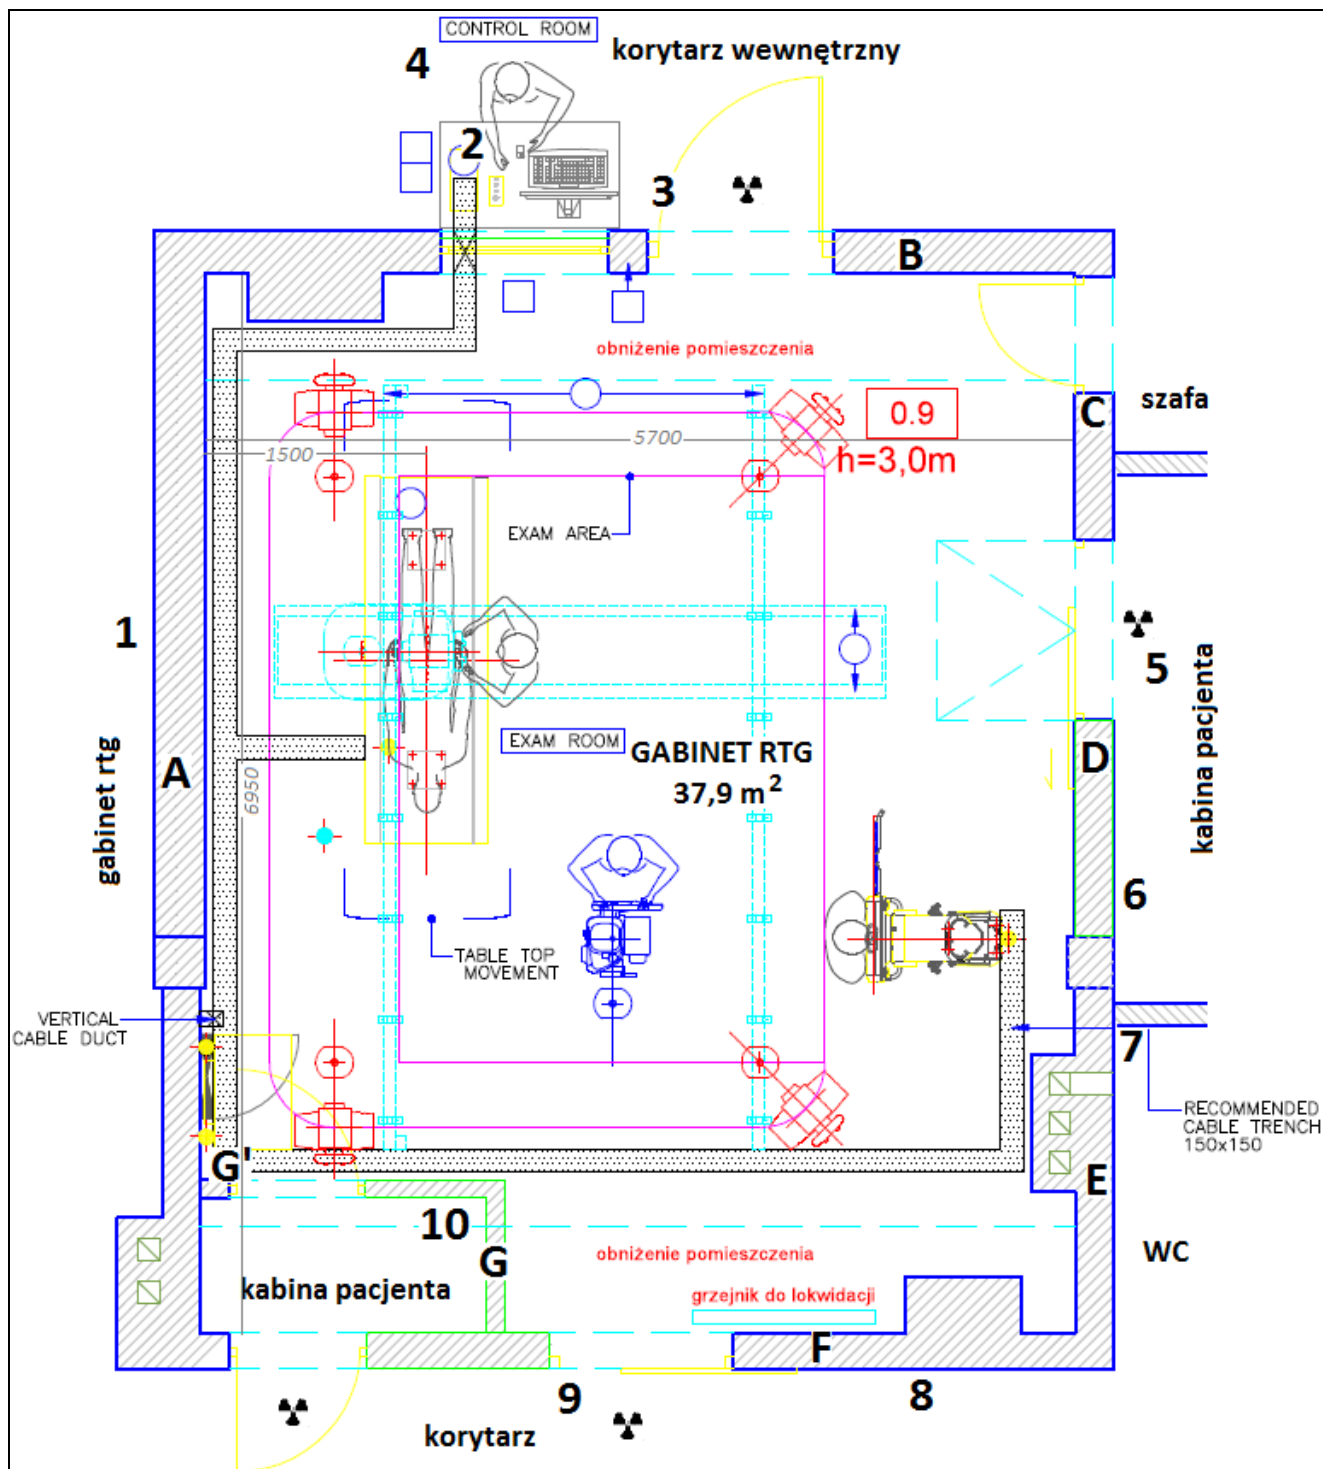 CONTROL ROOM
4
korytarz wewnętrzny
2
3
B
obniżenie pomieszczenia
szafa
C
0.9
5700
1500
h=3,0m
EXAM AREA
1
5
kabina pacjenta
EXAM ROOM
GABINET RTG
37,9 m²
D
A
gabinet rtg
6950
6
TABLE TOP
MOVEMENT
VERTICAL
CABLE DUCT
7
RECOMMENDED
CABLE TRENCH
150x150
G'
E
10
G
obniżenie pomieszczenia
WC
kabina pacjenta
grzejnik do lokwidacji
F
9
8
korytarz